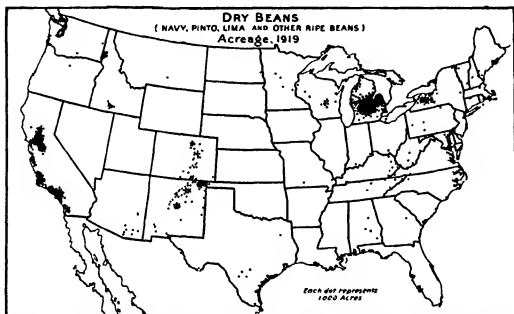 DRY BEANS
(NAVY, PINTO, LIMA AND OTHER RIPE BEANS)
Acreage, 1919
Each dot represents
1000 Acres